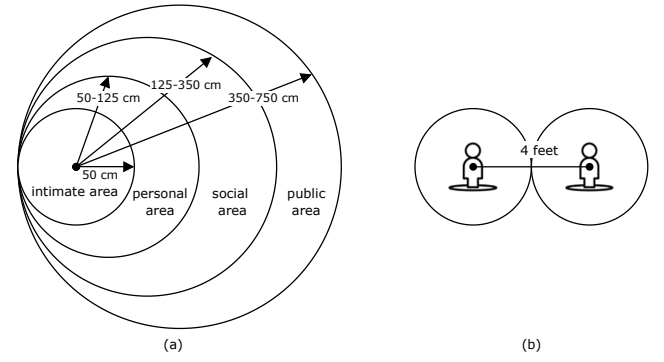 125-350 cm
50-125 cm
350-750 cm
50 cm
intimate area
personal
area
social
area
public
area
(a)
4 feet
(b)